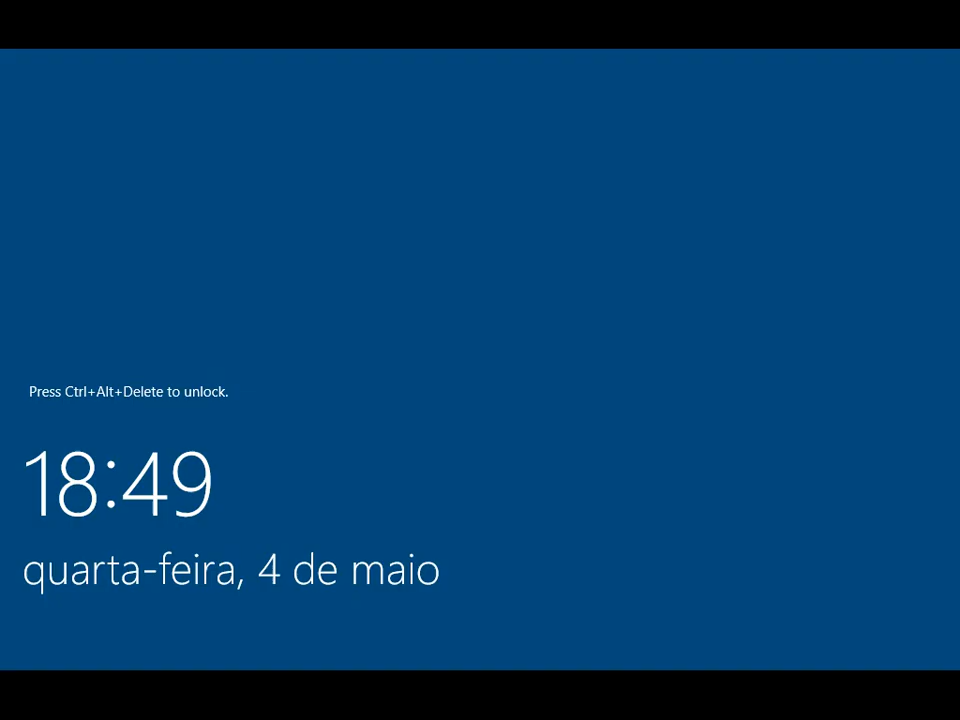 Press Ctrl+Alt+Delete to unlock.
18:49
quarta-feira, 4 de maio